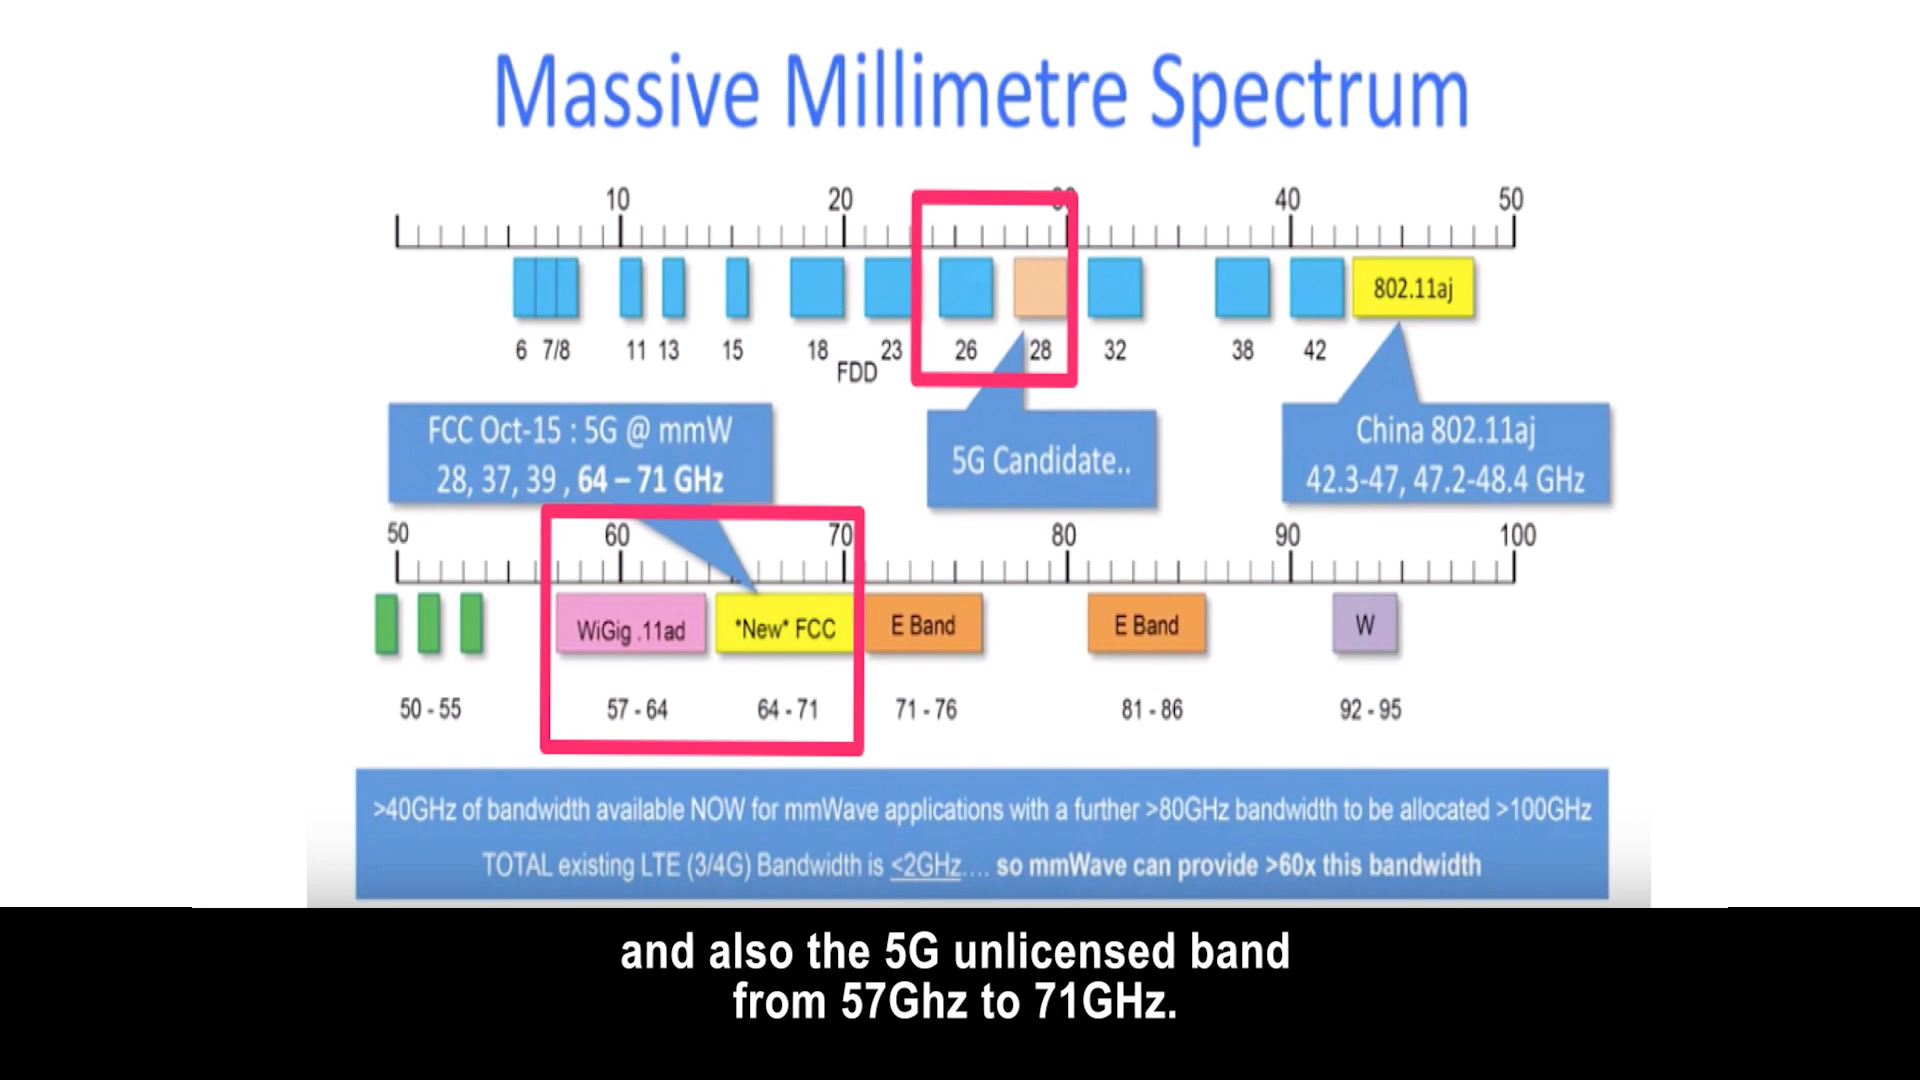 Massive Millimetre Spectrum
10 20 40 50
802.11aj
6 7/8 11 13 15 18 23 26 28 32 38 42
FDD
FCC Oct-15 : 5G @ mmW
28, 37, 39 , 64 – 71 GHz
5G Candidate..
China 802.11aj
42.3-47, 47.2-48.4 GHz
50 60 70 80 90 100
WiGig .11ad *New* FCC E Band E Band W
50 - 55 57 - 64 64 - 71 71 - 76 81 - 86 92 - 95
>40GHz of bandwidth available NOW for mmWave applications with a further >80GHz bandwidth to be allocated >100GHz
TOTAL existing LTE (3/4G) Bandwidth is <2GHz.... so mmWave can provide >60x this bandwidth
and also the 5G unlicensed band
from 57Ghz to 71GHz.